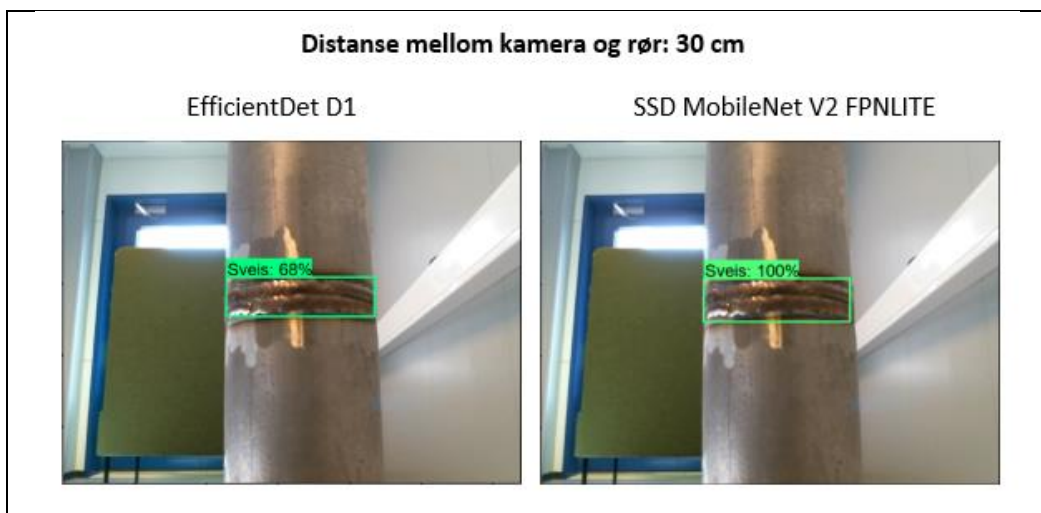 Distanse mellom kamera og rør: 30 cm
EfficientDet D1
SSD MobileNet V2 FPNLITE
Sveis: 68%
Sveis: 100%